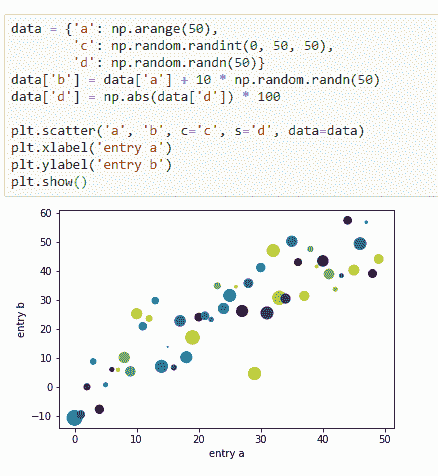 data = {'a': np.arange(50),
        'c': np.random.randint(0, 50, 50),
        'd': np.random.randn(50)}
data['b'] = data['a'] + 10 * np.random.randn(50)
data['d'] = np.abs(data['d']) * 100

plt.scatter('a', 'b', c='c', s='d', data=data)
plt.xlabel('entry a')
plt.ylabel('entry b')
plt.show()
60
50
40
30
20
10
0
−10
entry b
0 10 20 30 40 50
entry a